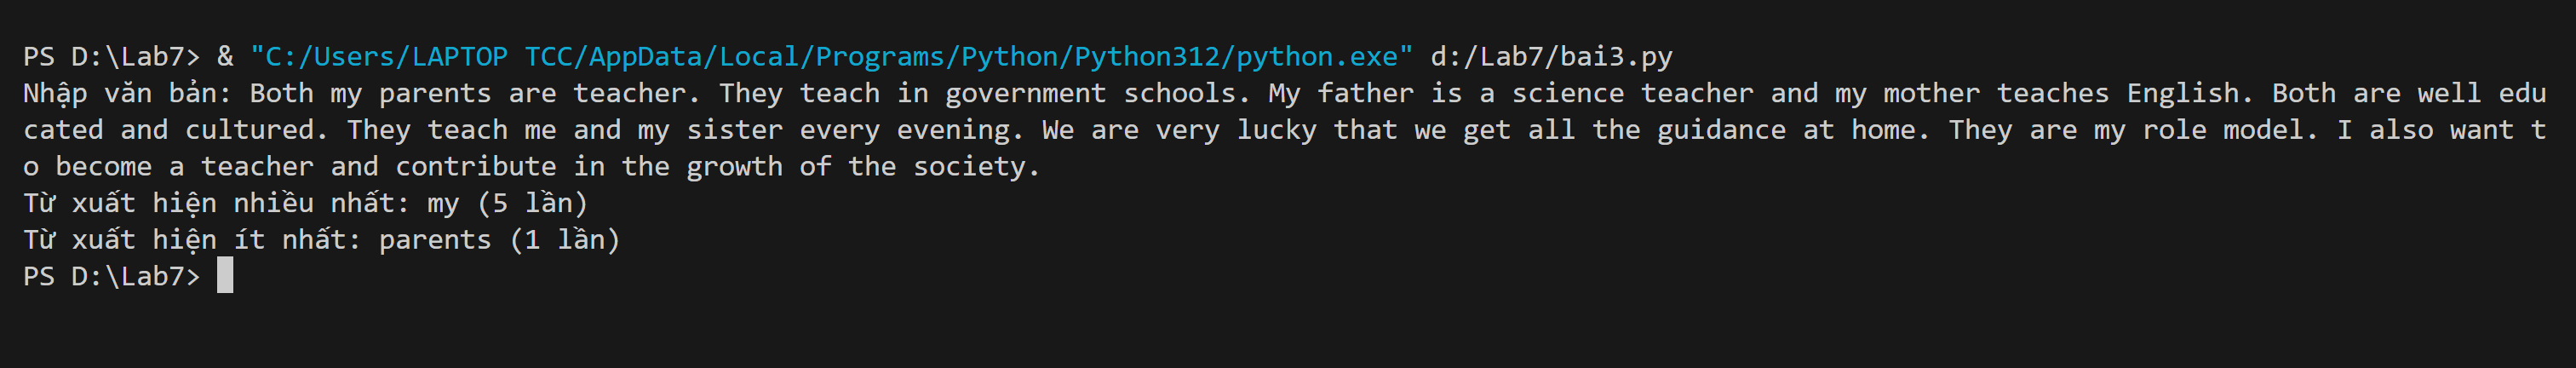 PS D:\Lab7> & "C:/Users/LAPTOP TCC/AppData/Local/Programs/Python/Python312/python.exe" d:/Lab7/bai3.py
Nhập văn bản: Both my parents are teacher. They teach in government schools. My father is a science teacher and my mother teaches English. Both are well edu
cated and cultured. They teach me and my sister every evening. We are very lucky that we get all the guidance at home. They are my role model. I also want t
o become a teacher and contribute in the growth of the society.
Từ xuất hiện nhiều nhất: my (5 lần)
Từ xuất hiện ít nhất: parents (1 lần)
PS D:\Lab7>